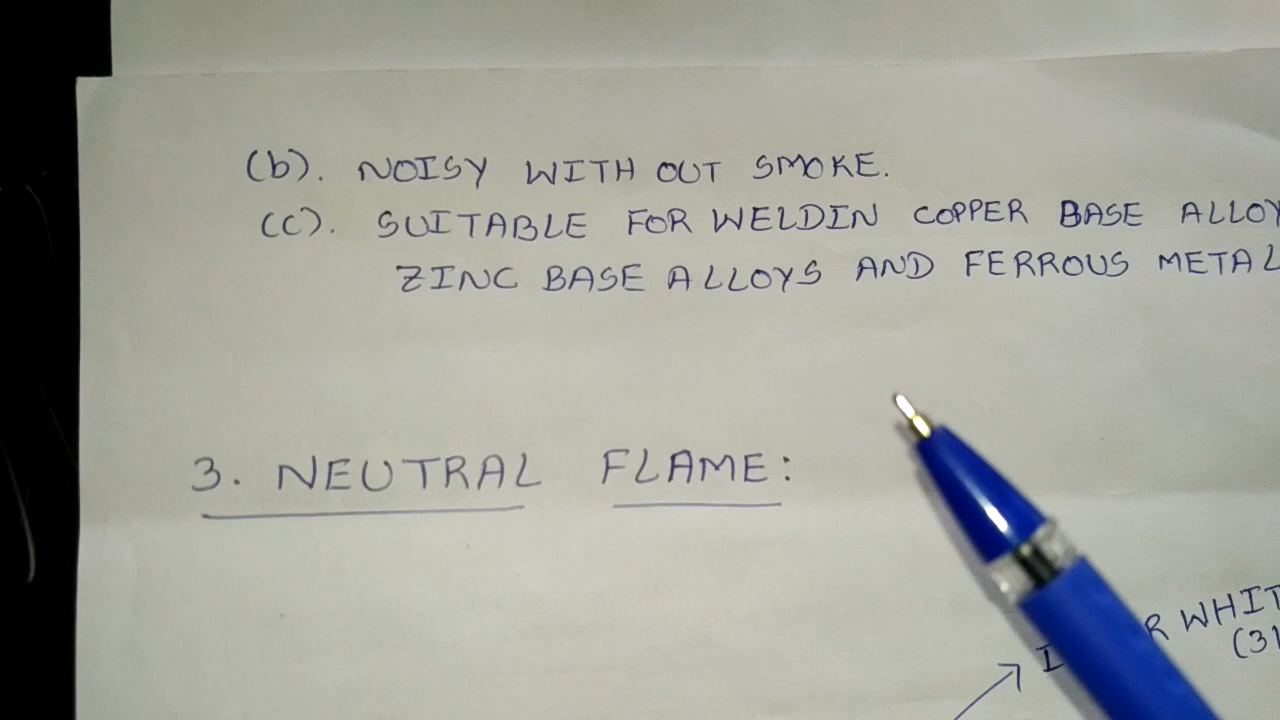 (b). NOISY WITH OUT SMOKE.
(C). SUITABLE FOR WELDIN COPPER BASE ALLOY
ZINC BASE ALLOYS AND FERROUS METAL
3. NEUTRAL FLAME: